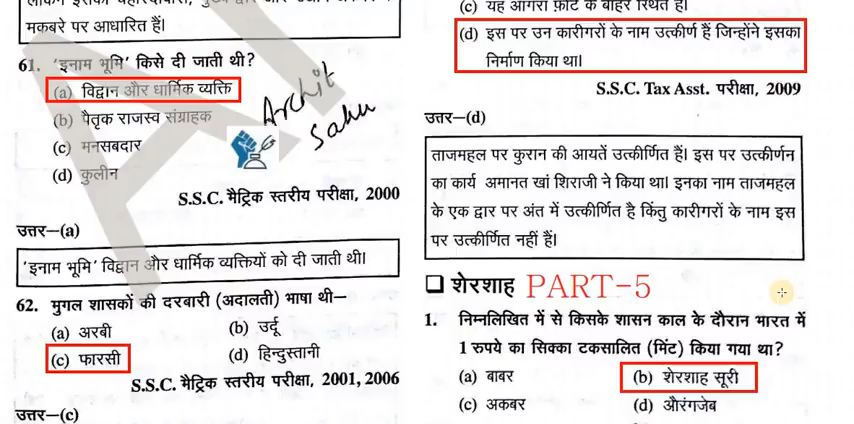 मकबरे पर आधारित हैं।
61. 'इनाम भूमि' किसे दी जाती थी?
(a) विद्वान और धार्मिक व्यक्ति
(b) पैतृक राजस्व संग्राहक
(c) मनसबदार
(d) कुलीन
Archit
Sahu
S.S.C. मैट्रिक स्तरीय परीक्षा, 2000
उत्तर–(a)
'इनाम भूमि' विद्वान और धार्मिक व्यक्तियों को दी जाती थी।
62. मुगल शासकों की दरबारी (अदालती) भाषा थी–
(a) अरबी (b) उर्दू
(c) फारसी (d) हिन्दुस्तानी
S.S.C. मैट्रिक स्तरीय परीक्षा, 2001, 2006
उत्तर–(c)
(c) यह आगरा फ़ोर्ट के बाहर स्थित है।
(d) इस पर उन कारीगरों के नाम उत्कीर्ण हैं जिन्होंने इसका
निर्माण किया था।
S.S.C. Tax Asst. परीक्षा, 2009
उत्तर–(d)
ताजमहल पर कुरान की आयतें उत्कीर्णित हैं। इस पर उत्कीर्णन
का कार्य अमानत खां शिराजी ने किया था। इनका नाम ताजमहल
के एक द्वार पर अंत में उत्कीर्णित है किंतु कारीगरों के नाम इस
पर उत्कीर्णित नहीं हैं।
शेरशाह PART-5
1. निम्नलिखित में से किसके शासन काल के दौरान भारत में
1 रुपये का सिक्का टकसालित (मिंट) किया गया था?
(a) बाबर (b) शेरशाह सूरी
(c) अकबर (d) औरंगजेब